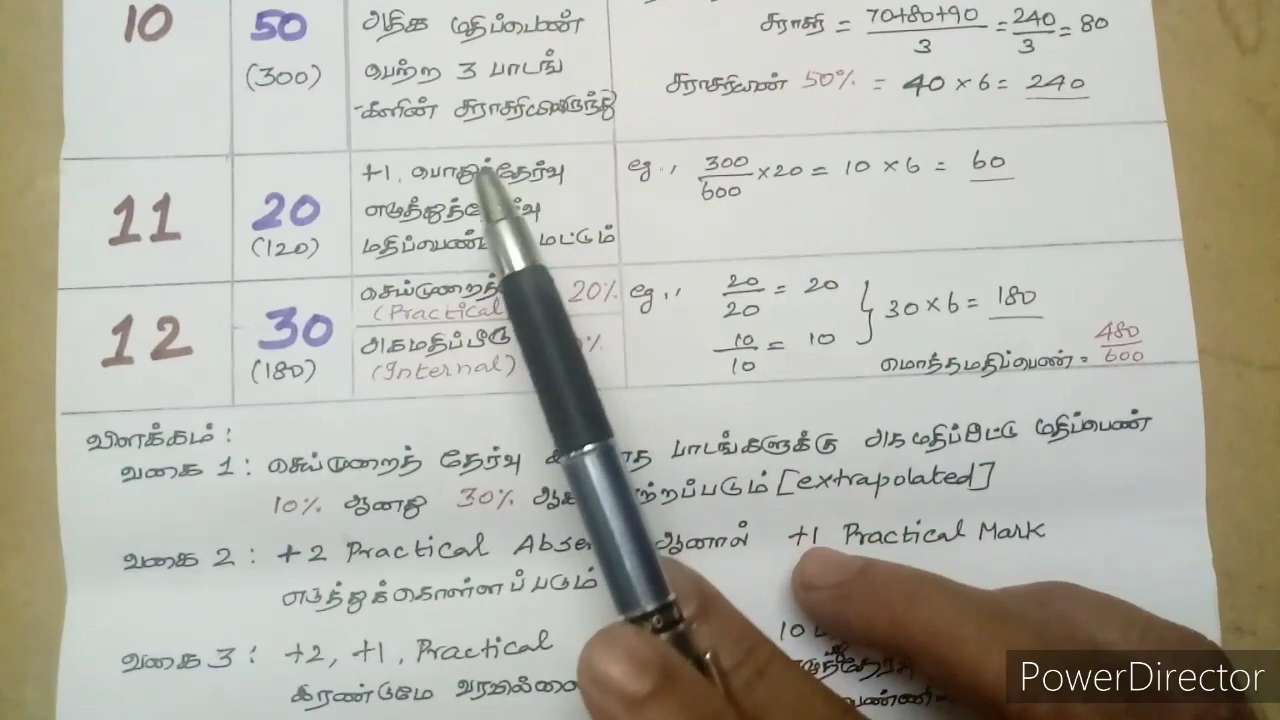 10 50 அதிக மதிப்பெண் சராசரி = 70+80+90/3 = 240/3 = 80
(300) பெற்ற 3 பாடங்
-களின் சராசரியிலிருந்து சராசரியின் 50% = 40 × 6 = 240
+1. பொதுத்தேர்வு eg., 300/600 × 20 = 10 × 6 = 60
11 20 எழுத்துத்தேர்வு
(120) மதிப்பெண் மட்டும்
செய்முறைத் 20% eg., 20/20 = 20
12 30 (Practical) 30 × 6 = 180
அகமதிப்பீடு % 10/10 = 10
(180) (Internal) மொத்தமதிப்பெண் = 480/600
விளக்கம் :
வகை 1 : செய்முறைத் தேர்வு பாடங்களுக்கு அகமதிப்பீட்டு மதிப்பெண்
10% ஆனது 30% [extrapolated]
வகை 2 : +2 Practical ஆனால் +1 Practical Mark
எடுத்துக்கொள்ளப்படும்
வகை 3 : +2, +1, Practical 10
இரண்டுமே வரவில்லை
PowerDirector